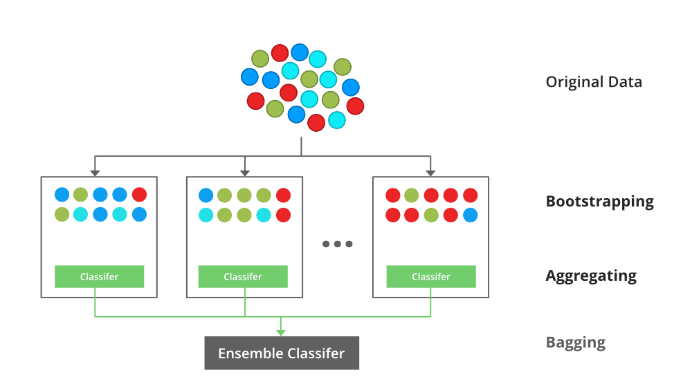 Original Data
Bootstrapping
Classifer
Classifer
Classifer
Aggregating
Ensemble Classifer
Bagging